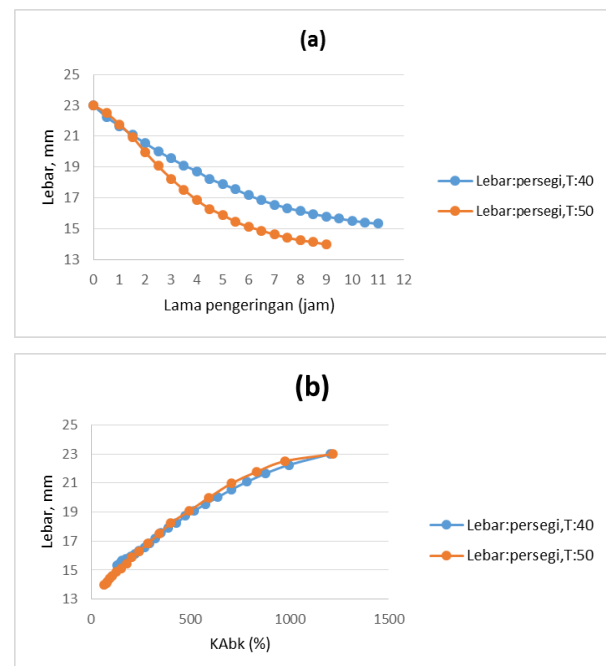 (a)
25
23
21
19
17
15
13
Lebar, mm
0 1 2 3 4 5 6 7 8 9 10 11 12
Lama pengeringan (jam)
Lebar:persegi,T:40
Lebar:persegi,T:50
(b)
25
23
21
19
17
15
13
Lebar, mm
0 500 1000 1500
KAbk (%)
Lebar:persegi,T:40
Lebar:persegi,T:50